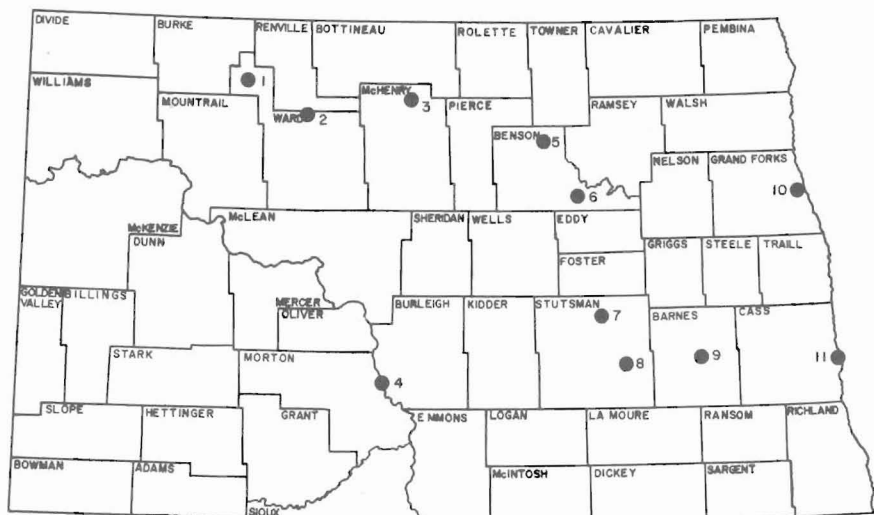 DIVIDE
BURKE
RENVILLE
BOTTINEAU
ROLETTE
TOWNER
CAVALIER
PEMBINA
WILLIAMS
1
MOUNTRAIL
WARD
2
McHENRY
3
PIERCE
BENSON
5
RAMSEY
WALSH
NELSON
GRAND FORKS
6
10
McKENZIE
DUNN
McLEAN
SHERIDAN
WELLS
EDDY
FOSTER
GRIGGS
STEELE
TRAILL
GOLDEN
VALLEY
BILLINGS
MERCER
OLIVER
BURLEIGH
KIDDER
STUTSMAN
7
BARNES
CASS
STARK
MORTON
4
8
9
11
SLOPE
HETTINGER
GRANT
EMMONS
LOGAN
LA MOURE
RANSOM
RICHLAND
BOWMAN
ADAMS
SIOUX
McINTOSH
DICKEY
SARGENT